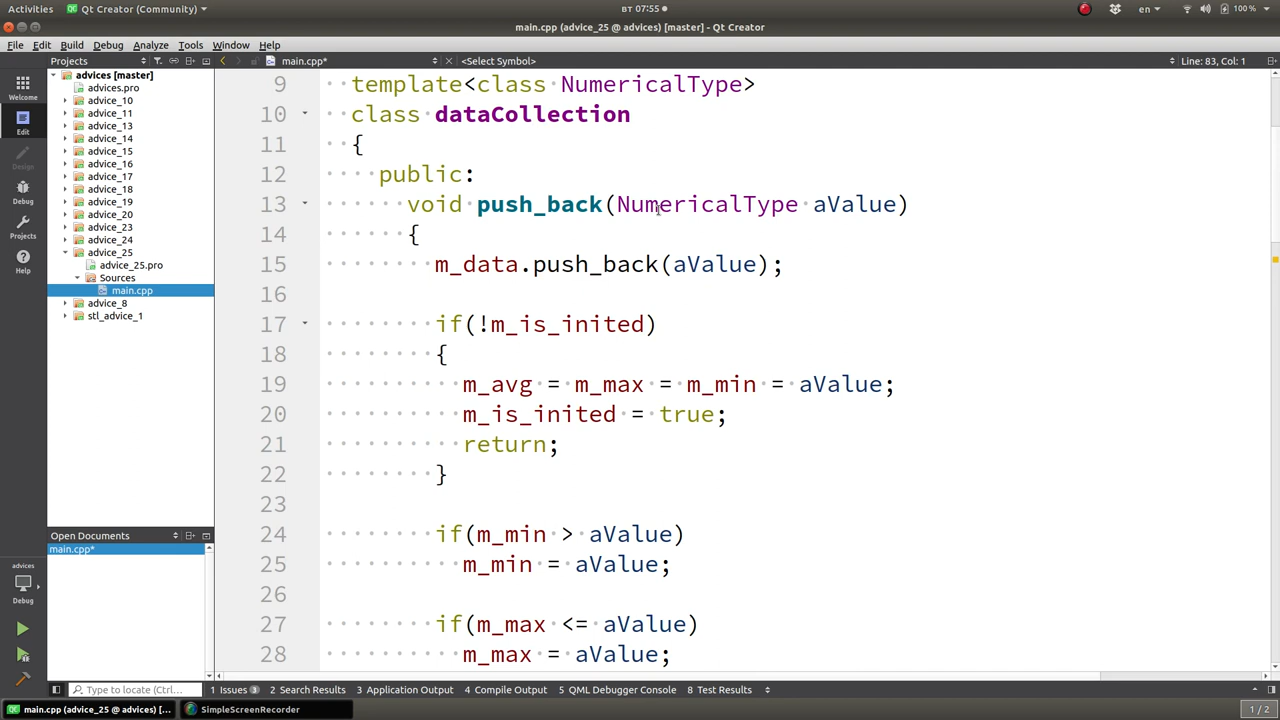 Activities Qt Creator (Community) BT 07:55 en 100 %
main.cpp (advice_25 @ advices) [master] - Qt Creator
File Edit Build Debug Analyze Tools Window Help
Projects main.cpp* <Select Symbol> Line: 83, Col: 1
advices [master]
advices.pro
advice_10
advice_11
advice_13
advice_14
advice_15
advice_16
advice_17
advice_18
advice_19
advice_20
advice_23
advice_24
advice_25
advice_25.pro
Sources
main.cpp
advice_8
stl_advice_1
Welcome
Edit
Design
Debug
Projects
Help
Open Documents
main.cpp*
advices
Debug
9 template<class NumericalType>
10 class dataCollection
11 {
12 public:
13 void push_back(NumericalType aValue)
14 {
15 m_data.push_back(aValue);
16
17 if(!m_is_inited)
18 {
19 m_avg = m_max = m_min = aValue;
20 m_is_inited = true;
21 return;
22 }
23
24 if(m_min > aValue)
25 m_min = aValue;
26
27 if(m_max <= aValue)
28 m_max = aValue;
Type to locate (Ctrl... 1 Issues 3 2 Search Results 3 Application Output 4 Compile Output 5 QML Debugger Console 8 Test Results
main.cpp (advice_25 @ advices) [... SimpleScreenRecorder 1 / 2